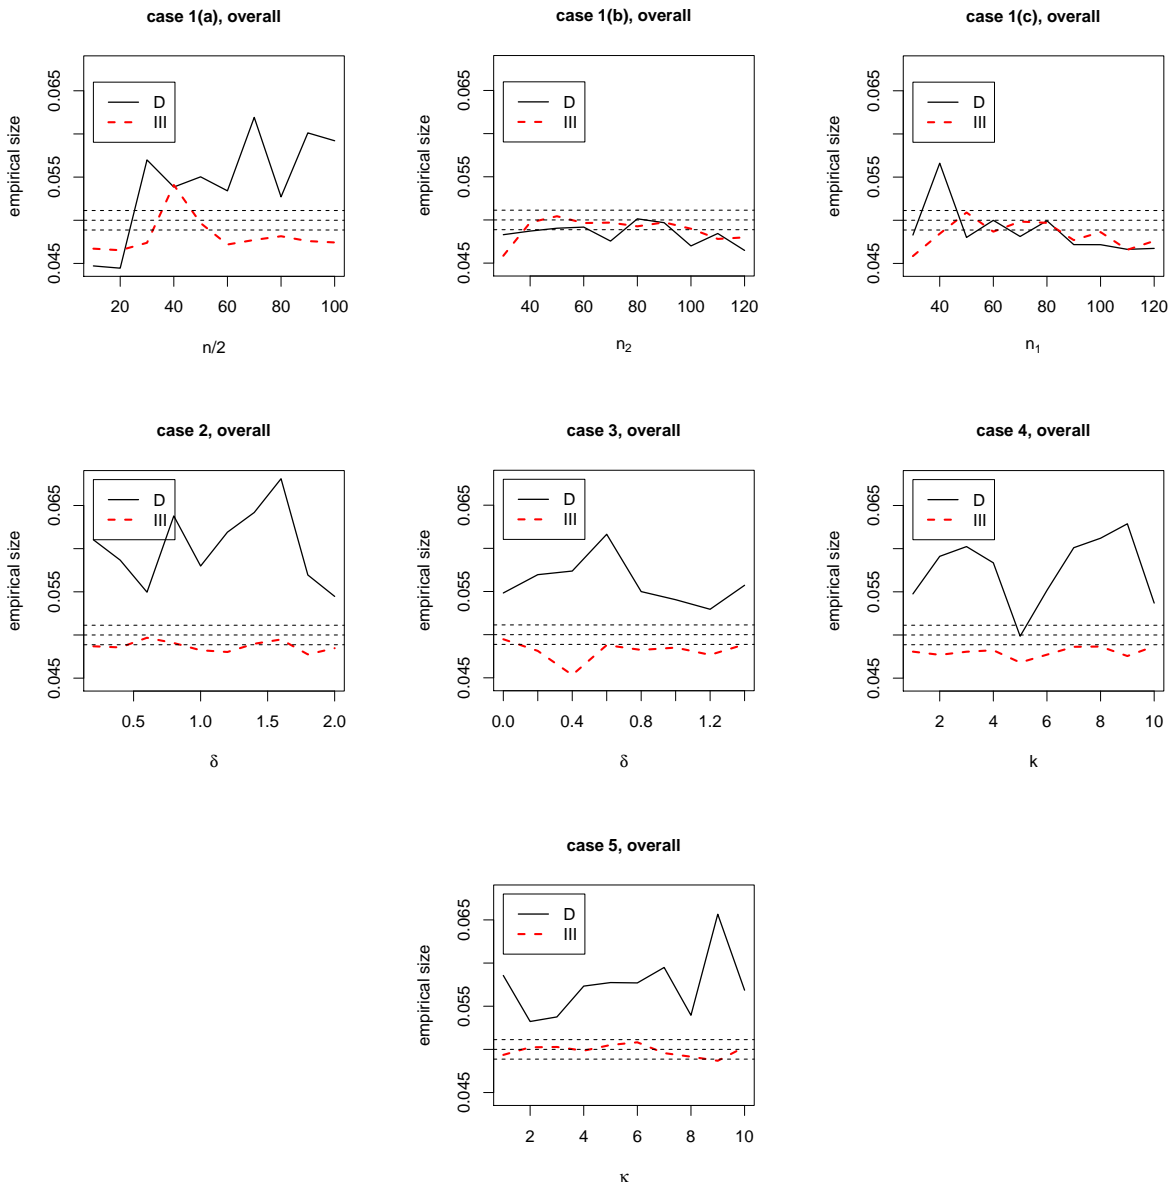 case 1(a), overall
empirical size
0.045 0.055 0.065
D
III
20 40 60 80 100
n/2
case 1(b), overall
empirical size
0.045 0.055 0.065
D
III
40 60 80 100 120
n2
case 1(c), overall
empirical size
0.045 0.055 0.065
D
III
40 60 80 100 120
n1
case 2, overall
empirical size
0.045 0.055 0.065
D
III
0.5 1.0 1.5 2.0
δ
case 3, overall
empirical size
0.045 0.055 0.065
D
III
0.0 0.4 0.8 1.2
δ
case 4, overall
empirical size
0.045 0.055 0.065
D
III
2 4 6 8 10
k
case 5, overall
empirical size
0.045 0.055 0.065
D
III
2 4 6 8 10
κ